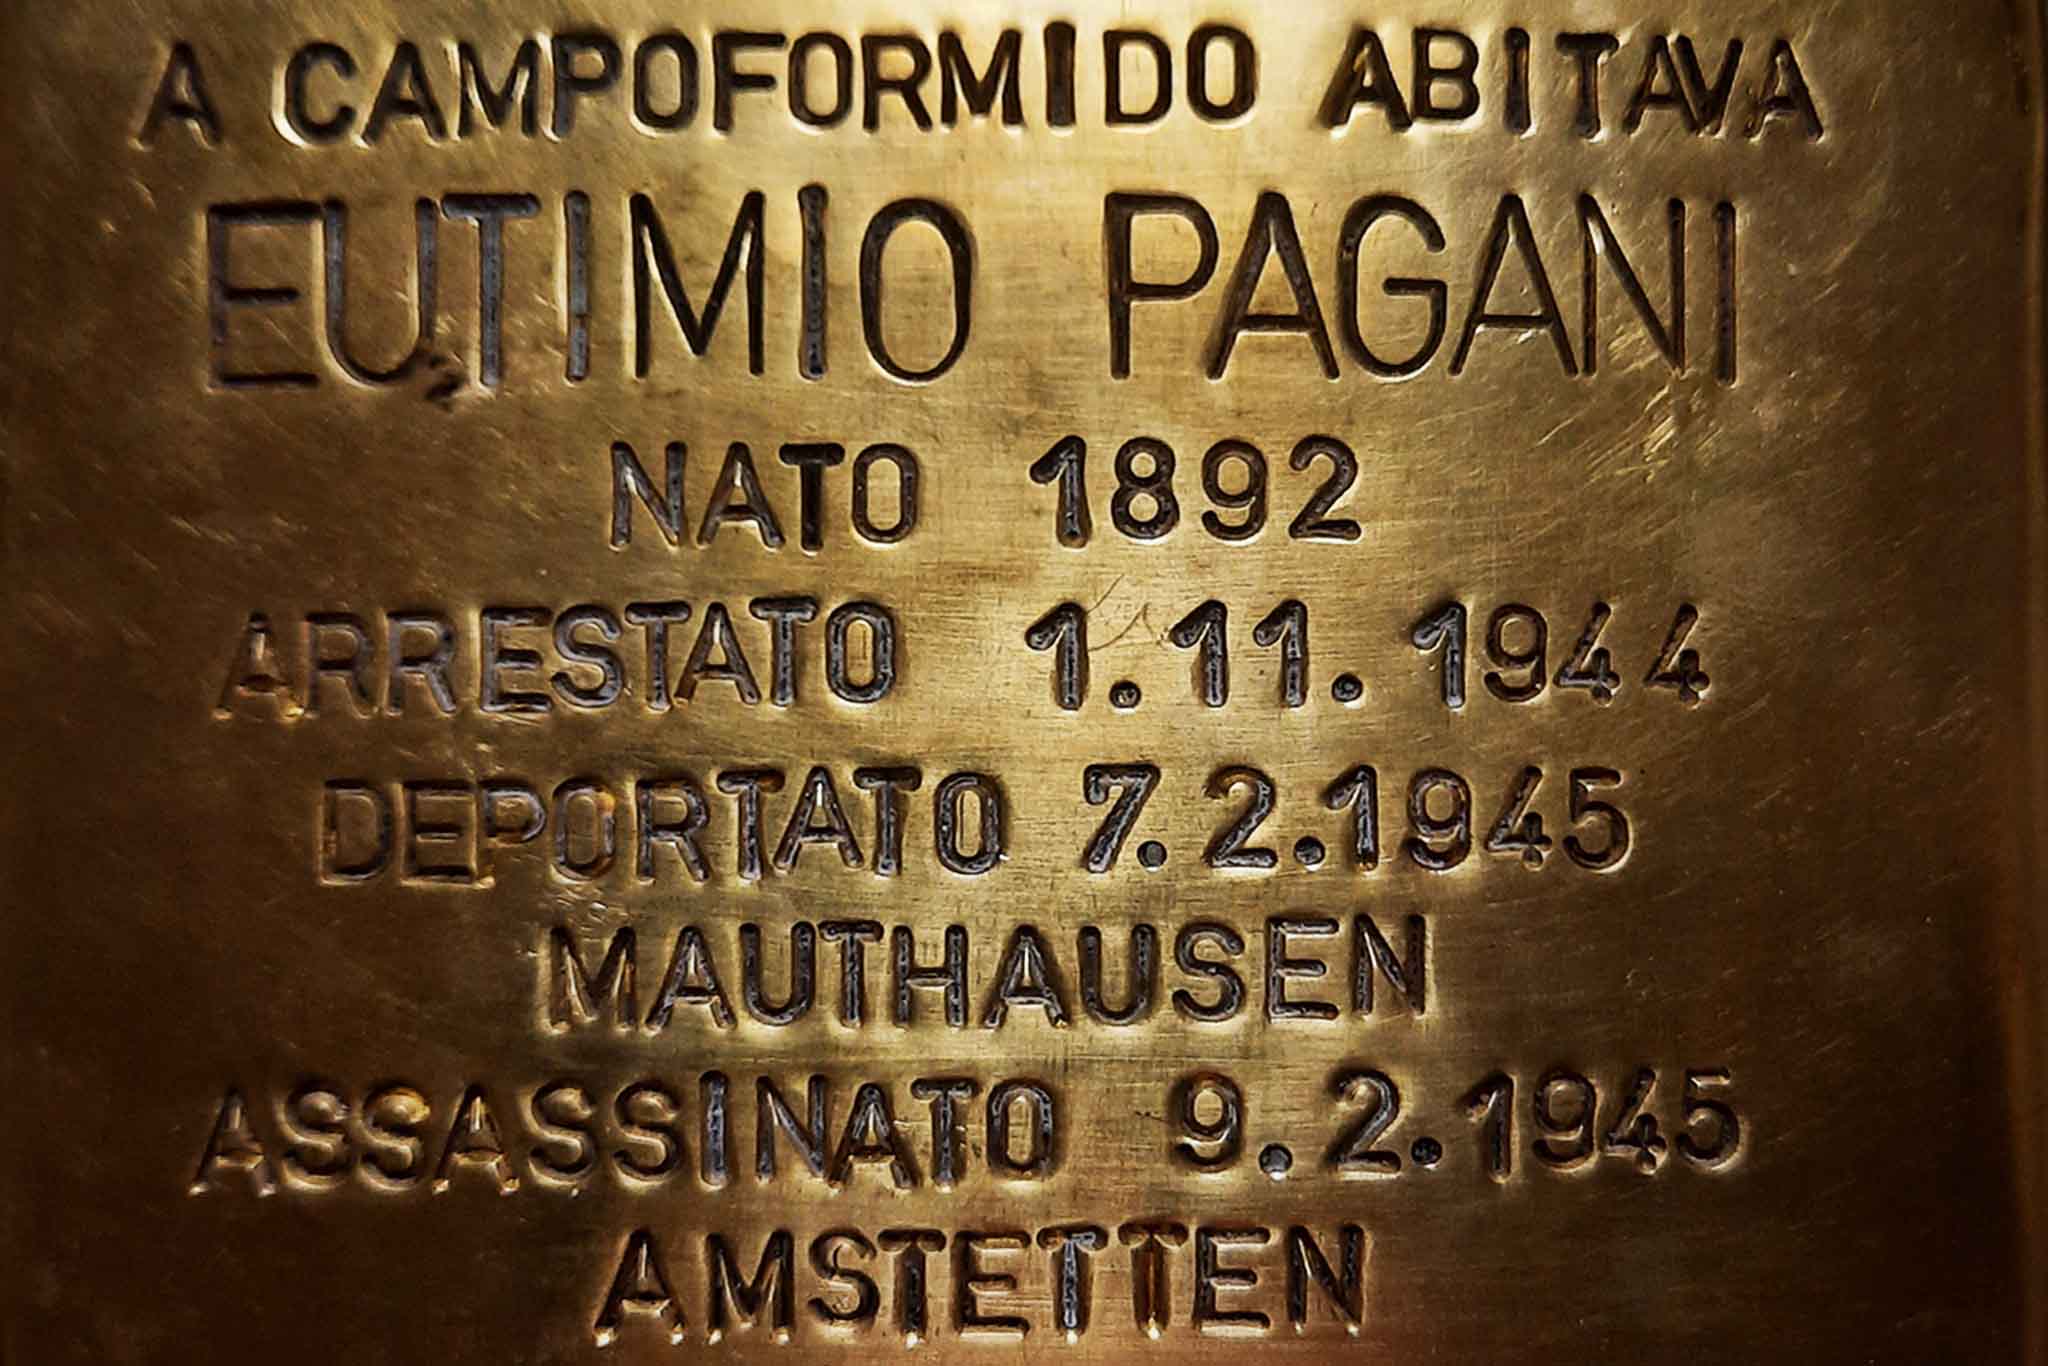 A CAMPOFORMIDO ABITAVA
EUTIMIO PAGANI
NATO 1892
ARRESTATO 1.11.1944
DEPORTATO 7.2.1945
MAUTHAUSEN
ASSASSINATO 9.2.1945
AMSTETTEN